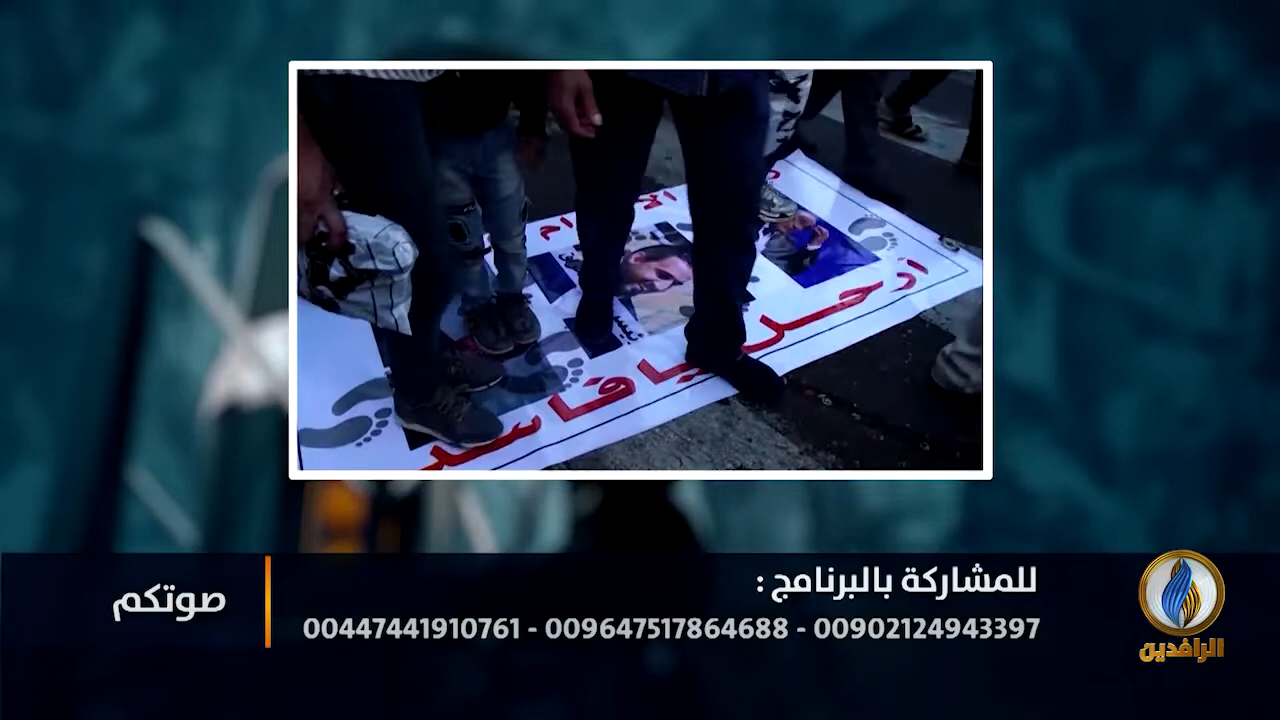 ارحل يا فاسد
للمشاركة بالبرنامج :
00447441910761 - 009647517864688 - 00902124943397
صوتكم
الرافدين